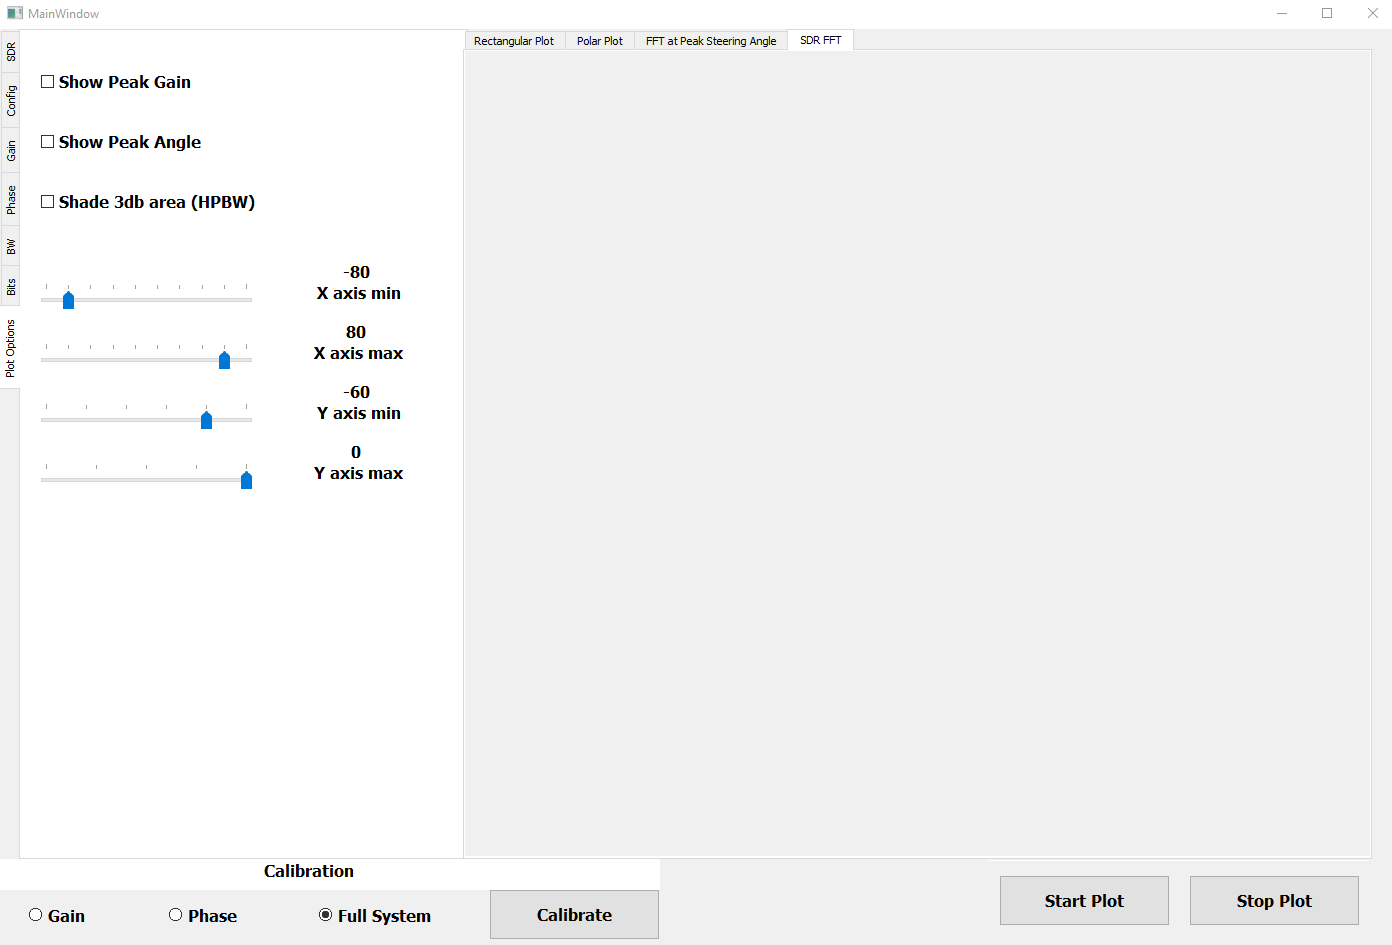 MainWindow
SDR
Config
Gain
Phase
BW
Bits
Plot Options
Rectangular Plot
Polar Plot
FFT at Peak Steering Angle
SDR FFT
Show Peak Gain
Show Peak Angle
Shade 3db area (HPBW)
-80
X axis min
80
X axis max
-60
Y axis min
0
Y axis max
Calibration
Gain
Phase
Full System
Calibrate
Start Plot
Stop Plot